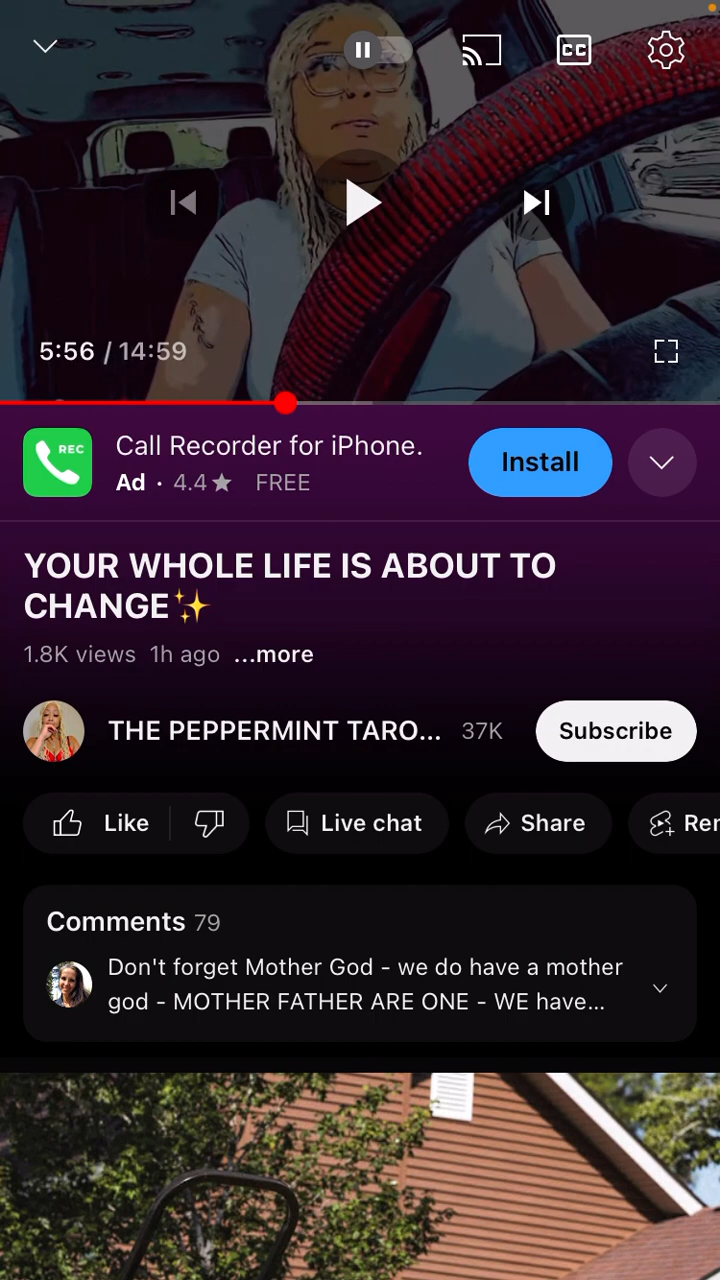 CC
5:56 / 14:59
REC
Call Recorder for iPhone.
Ad · 4.4★ FREE
Install
YOUR WHOLE LIFE IS ABOUT TO
CHANGE✨
1.8K views 1h ago ...more
THE PEPPERMINT TARO... 37K
Subscribe
Like
Live chat
Share
Rer
Comments 79
Don't forget Mother God - we do have a mother
god - MOTHER FATHER ARE ONE - WE have...